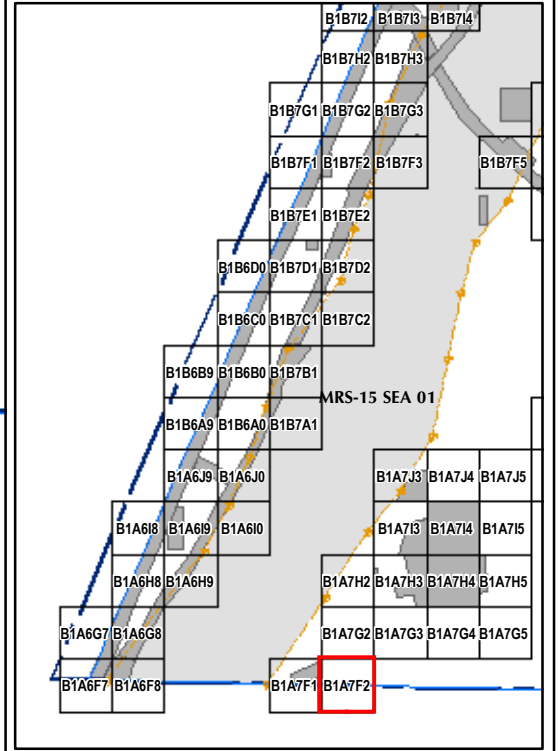 B1B7I2 B1B7I3 B1B7I4
B1B7H2 B1B7H3
B1B7G1 B1B7G2 B1B7G3
B1B7F1 B1B7F2 B1B7F3 B1B7F5
B1B7E1 B1B7E2
B1B6D0 B1B7D1 B1B7D2
B1B6C0 B1B7C1 B1B7C2
B1B6B9 B1B6B0 B1B7B1
MRS-15 SEA 01
B1B6A9 B1B6A0 B1B7A1
B1A6J9 B1A6J0 B1A7J3 B1A7J4 B1A7J5
B1A6I8 B1A6I9 B1A6I0 B1A7I3 B1A7I4 B1A7I5
B1A6H8 B1A6H9 B1A7H2 B1A7H3 B1A7H4 B1A7H5
B1A6G7 B1A6G8 B1A7G2 B1A7G3 B1A7G4 B1A7G5
B1A6F7 B1A6F8 B1A7F1 B1A7F2